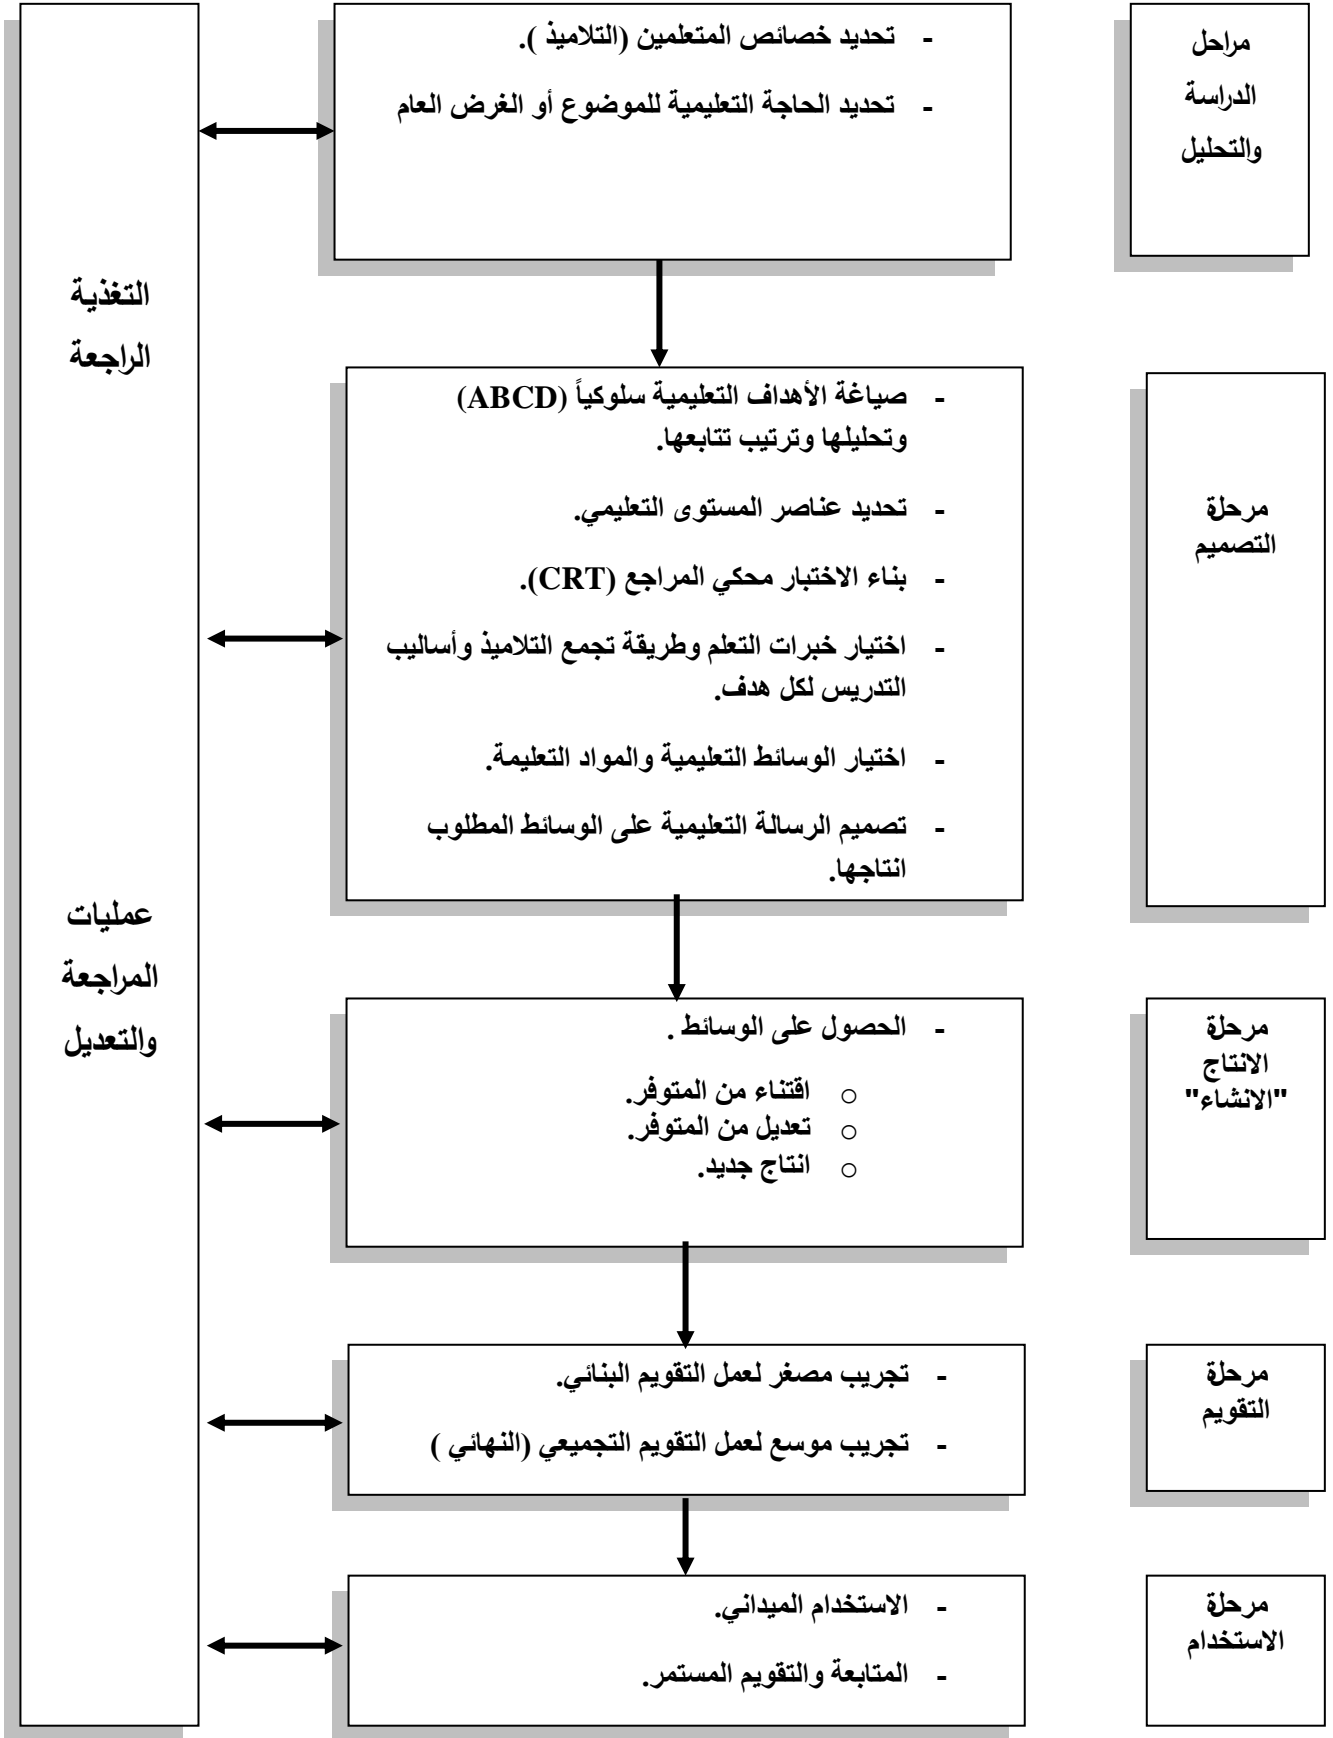 مراحل
الدراسة
والتحليل
- تحديد خصائص المتعلمين (التلاميذ ).
- تحديد الحاجة التعليمية للموضوع أو الغرض العام
التغذية
الراجعة
عمليات
المراجعة
والتعديل
مرحلة
التصميم
- صياغة الأهداف التعليمية سلوكياً (ABCD)
وتحليلها وترتيب تتابعها.
- تحديد عناصر المستوى التعليمي.
- بناء الاختبار محكي المراجع (CRT).
- اختيار خبرات التعلم وطريقة تجمع التلاميذ وأساليب
التدريس لكل هدف.
- اختيار الوسائط التعليمية والمواد التعليمة.
- تصميم الرسالة التعليمية على الوسائط المطلوب
انتاجها.
مرحلة
الانتاج
"الانشاء"
- الحصول على الوسائط .
○ اقتناء من المتوفر.
○ تعديل من المتوفر.
○ انتاج جديد.
مرحلة
التقويم
- تجريب مصغر لعمل التقويم البنائي.
- تجريب موسع لعمل التقويم التجميعي (النهائي )
مرحلة
الاستخدام
- الاستخدام الميداني.
- المتابعة والتقويم المستمر.